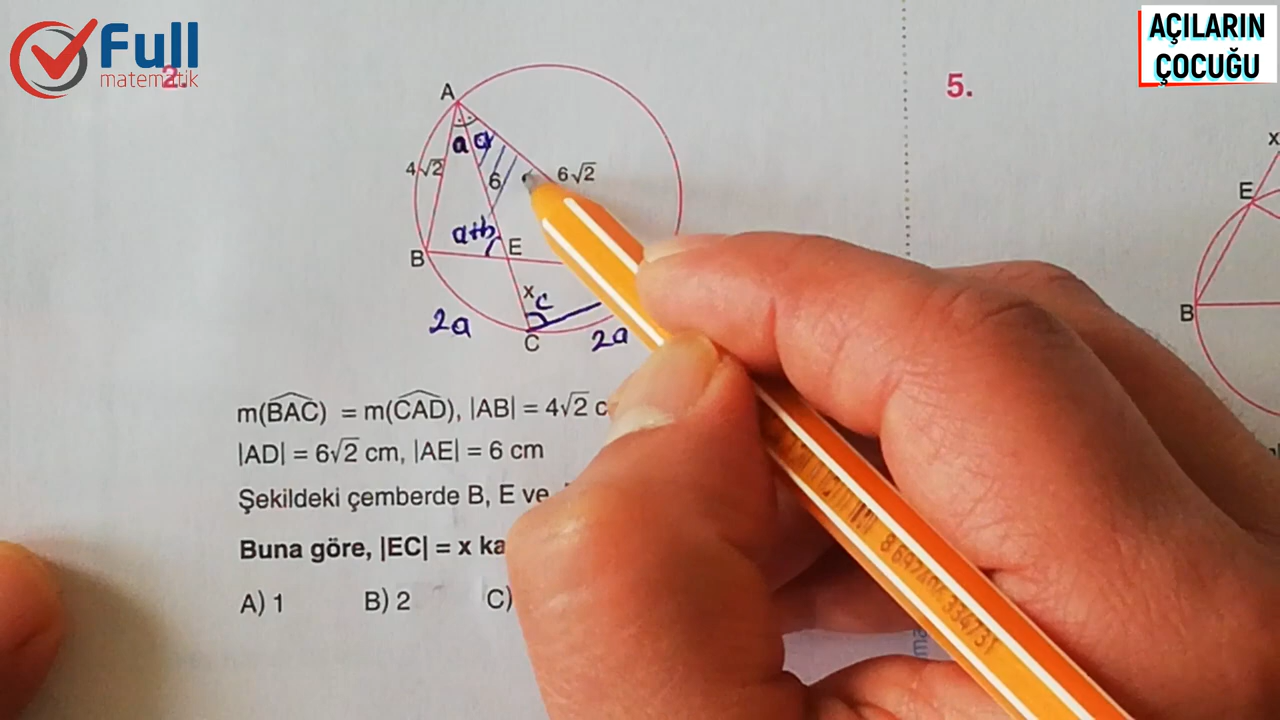 Full
matematik
2.
AÇILARIN
ÇOCUĞU
5.
A
a
4√2
6
6√2
a+b
B
E
x
c
2a
C
2a
x
E
B
m(BAC) = m(CAD), |AB| = 4√2 c
|AD| = 6√2 cm, |AE| = 6 cm
Şekildeki çemberde B, E ve
Buna göre, |EC| = x ka
A) 1 B) 2 C)